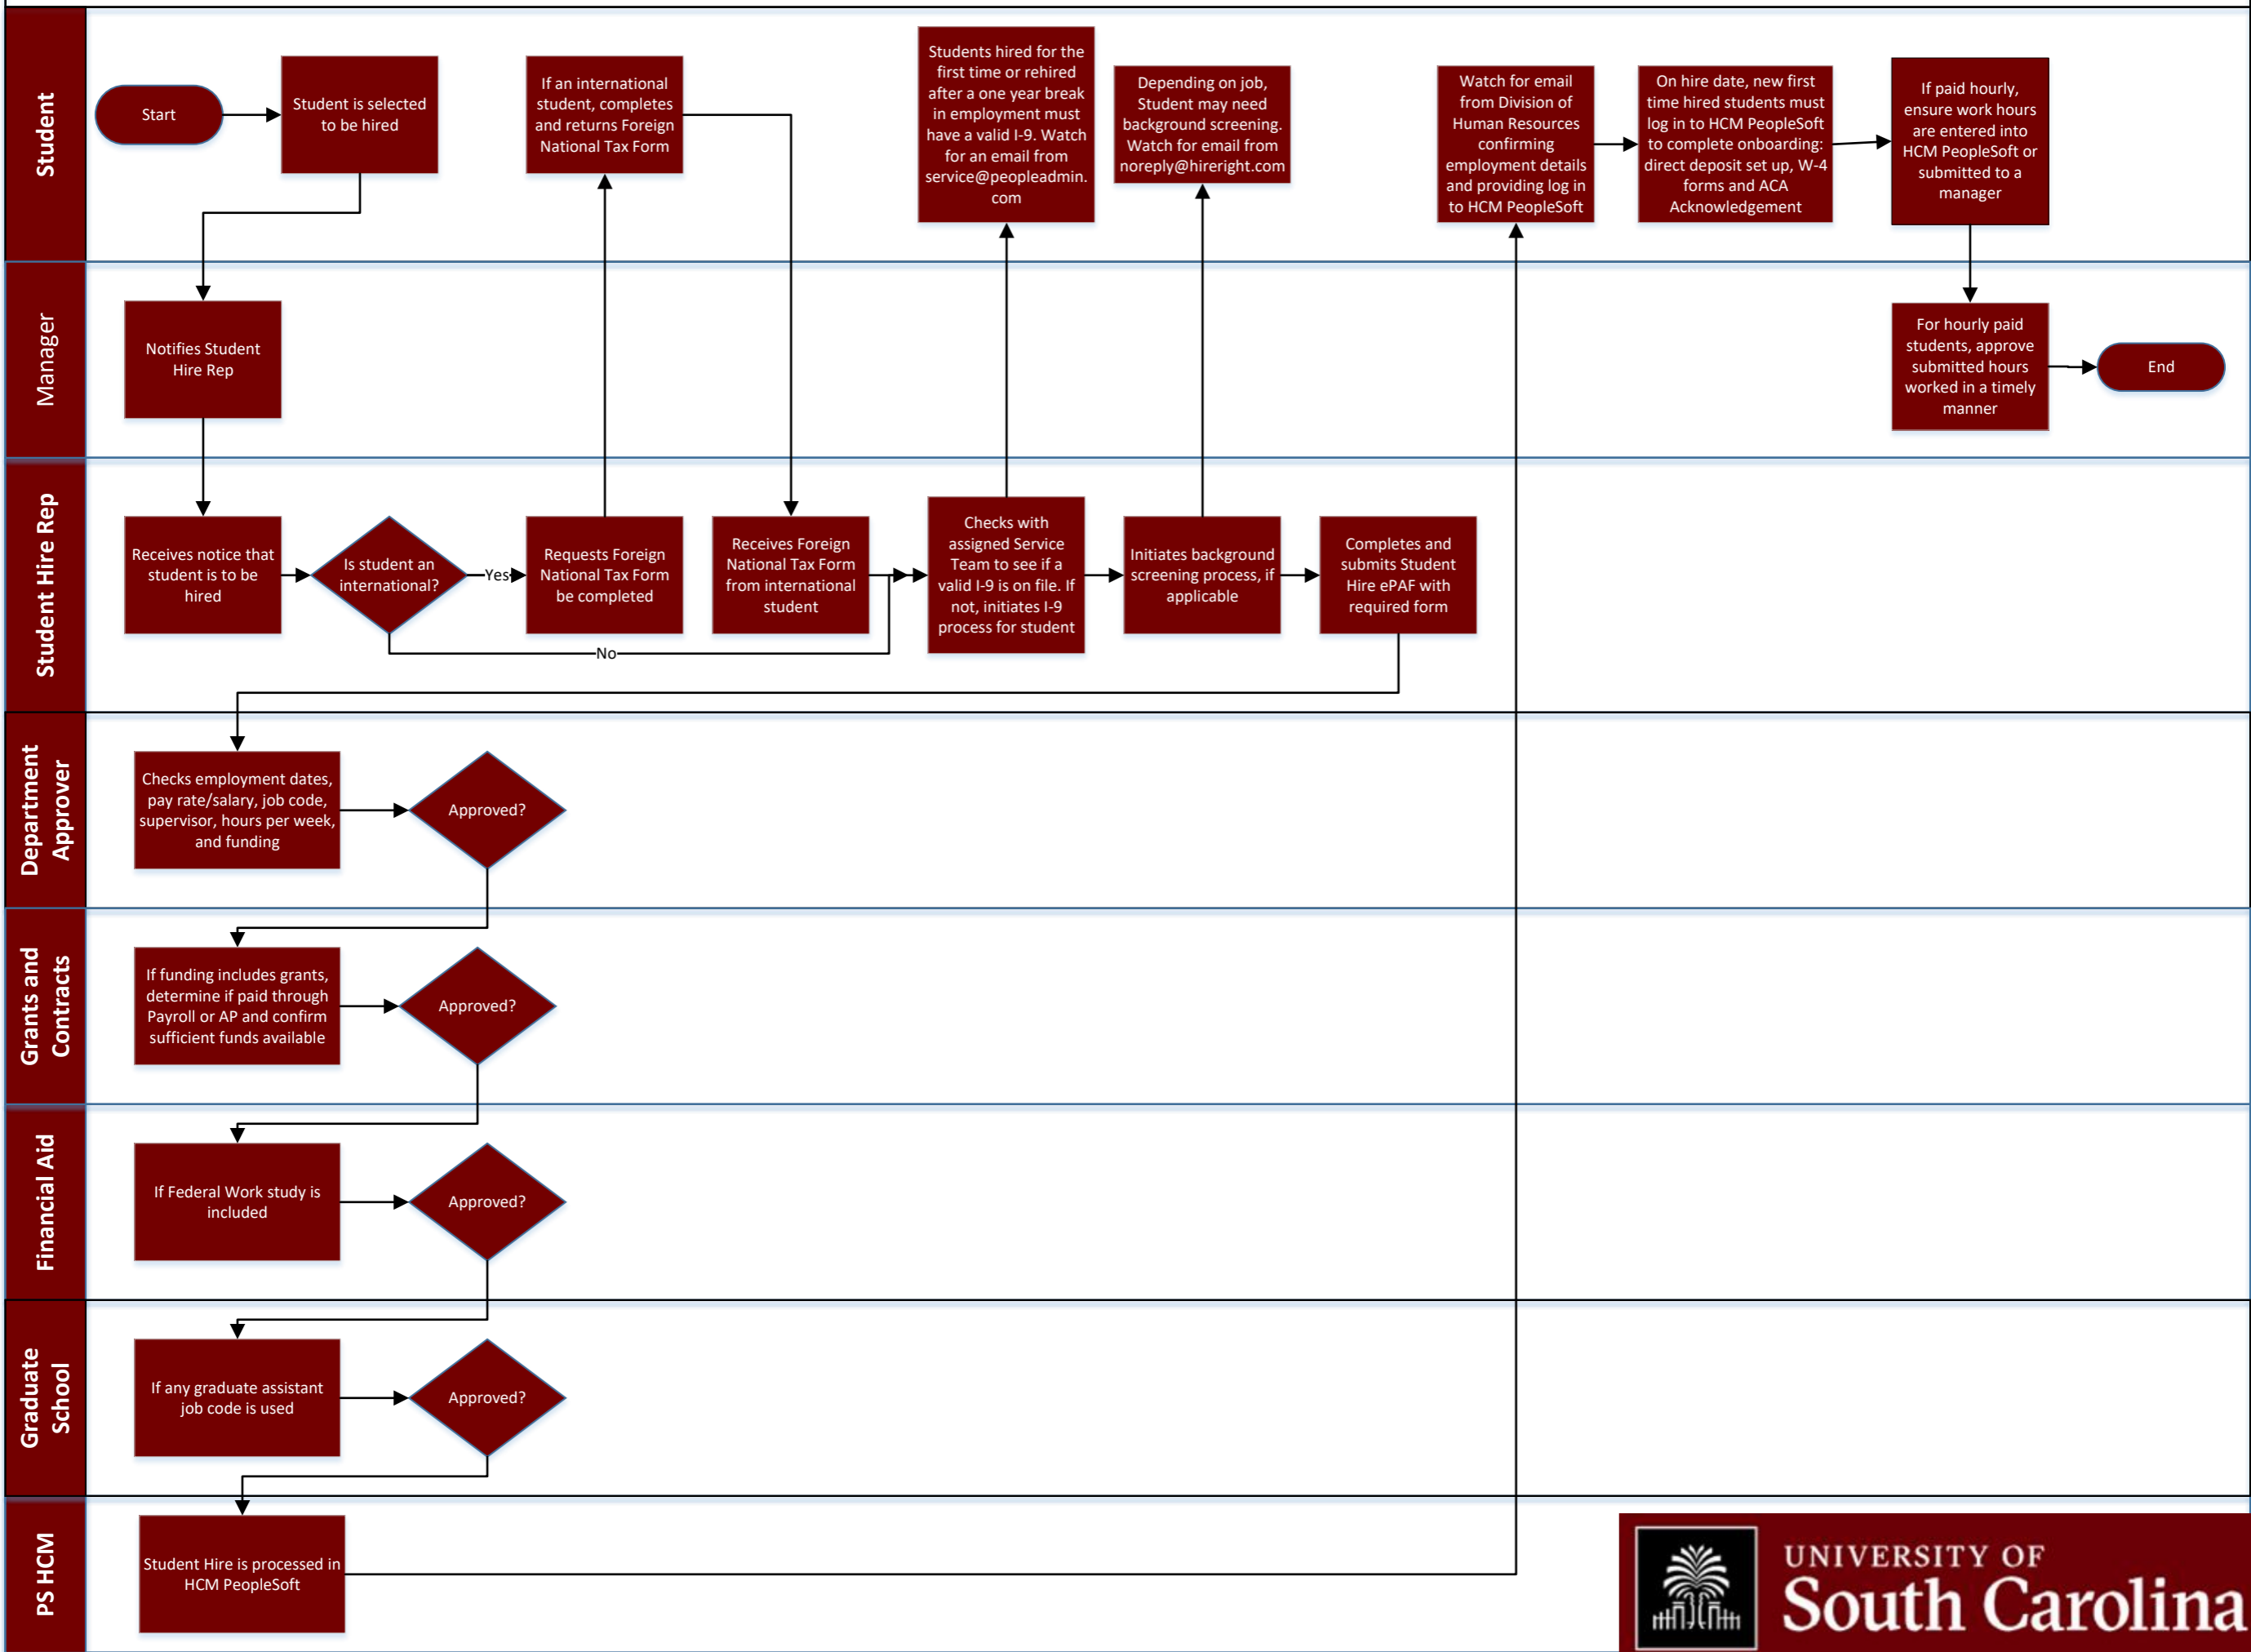 Student
Start
Student is selected
to be hired
If an international
student, completes
and returns Foreign
National Tax Form
Students hired for the
first time or rehired
after a one year break
in employment must
have a valid I-9. Watch
for an email from
service@peopleadmin.
com
Depending on job,
Student may need
background screening.
Watch for email from
noreply@hireright.com
Watch for email
from Division of
Human Resources
confirming
employment details
and providing log in
to HCM PeopleSoft
On hire date, new first
time hired students must
log in to HCM PeopleSoft
to complete onboarding:
direct deposit set up, W-4
forms and ACA
Acknowledgement
If paid hourly,
ensure work hours
are entered into
HCM PeopleSoft or
submitted to a
manager
Manager
Notifies Student
Hire Rep
For hourly paid
students, approve
submitted hours
worked in a timely
manner
End
Student Hire Rep
Receives notice that
student is to be
hired
Is student an
international?
Yes
No
Requests Foreign
National Tax Form
be completed
Receives Foreign
National Tax Form
from international
student
Checks with
assigned Service
Team to see if a
valid I-9 is on file. If
not, initiates I-9
process for student
Initiates background
screening process, if
applicable
Completes and
submits Student
Hire ePAF with
required form
Department
Approver
Checks employment dates,
pay rate/salary, job code,
supervisor, hours per week,
and funding
Approved?
Grants and
Contracts
If funding includes grants,
determine if paid through
Payroll or AP and confirm
sufficient funds available
Approved?
Financial Aid
If Federal Work study is
included
Approved?
Graduate
School
If any graduate assistant
job code is used
Approved?
PS HCM
Student Hire is processed in
HCM PeopleSoft
UNIVERSITY OF
South Carolina